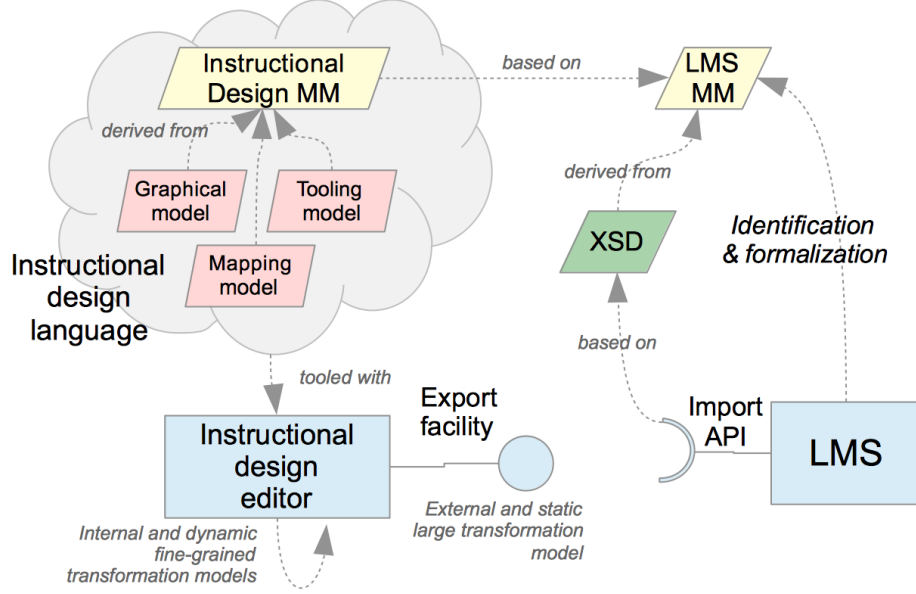 Instructional
Design MM
based on
LMS
MM
derived from
Graphical
model
Tooling
model
Mapping
model
Instructional
design
language
derived from
XSD
Identification
& formalization
based on
tooled with
Instructional
design
editor
Export
facility
Import
API
LMS
Internal and dynamic
fine-grained
transformation models
External and static
large transformation
model